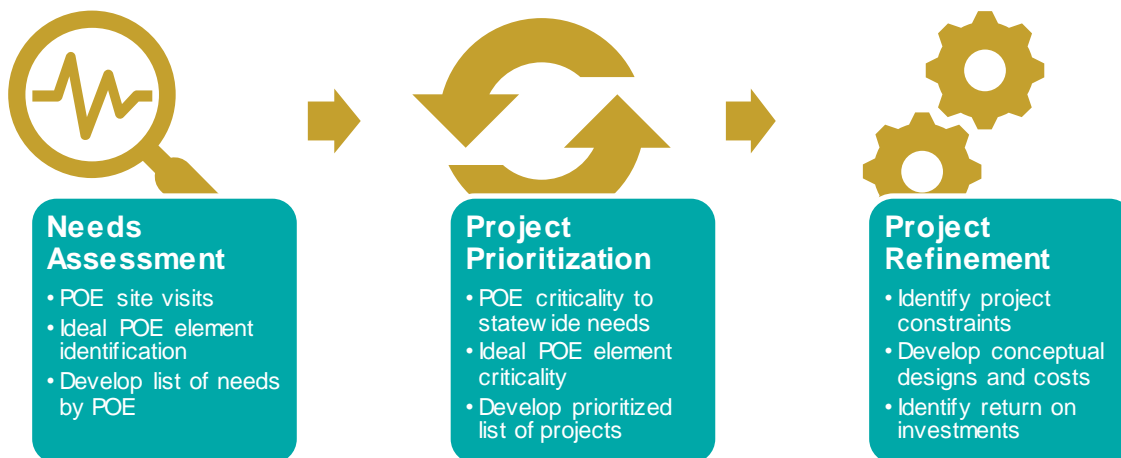 Needs
Assessment
• POE site visits
• Ideal POE element
identification
• Develop list of needs
by POE
Project
Prioritization
• POE criticality to
statewide needs
• Ideal POE element
criticality
• Develop prioritized
list of projects
Project
Refinement
• Identify project
constraints
• Develop conceptual
designs and costs
• Identify return on
investments